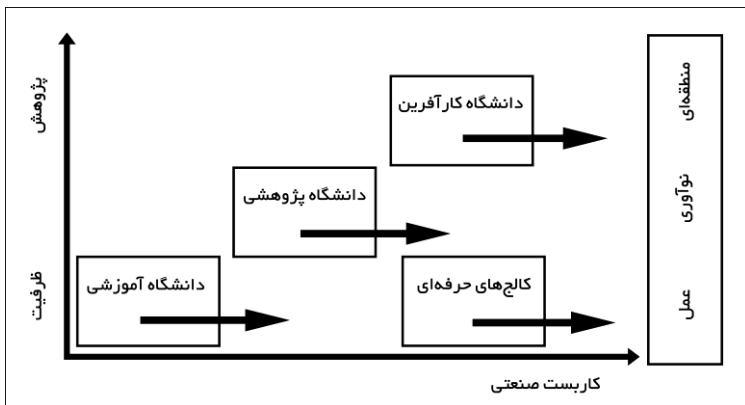 پژوهش
ظرفیت
دانشگاه کارآفرین
دانشگاه پژوهشی
دانشگاه آموزشی
کالج‌های حرفه‌ای
کاربست صنعتی
منطقه‌ای
نوآوری
عمل